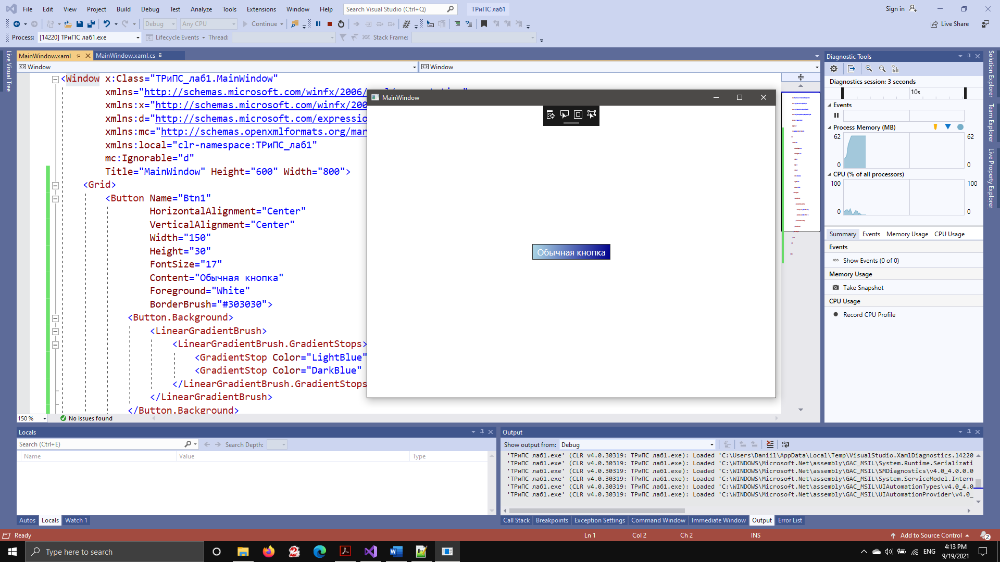 File Edit View Project Build Debug Test Analyze Tools Extensions Window Help Search Visual Studio (Ctrl+Q) ТРиПС лаб1 Sign in
Debug Any CPU Continue Live Share
Process: [14220] ТРиПС лаб1.exe Lifecycle Events Thread: Stack Frame:
Live Visual Tree
MainWindow.xaml MainWindow.xaml.cs
Window Window
<Window x:Class="ТРиПС_лаб1.MainWindow"
xmlns="http://schemas.microsoft.com/winfx/2006/
xmlns:x="http://schemas.microsoft.com/winfx/200
xmlns:d="http://schemas.microsoft.com/expressio
xmlns:mc="http://schemas.openxmlformats.org/mar
xmlns:local="clr-namespace:ТРиПС_лаб1"
mc:Ignorable="d"
Title="MainWindow" Height="600" Width="800">
<Grid>
<Button Name="Btn1"
HorizontalAlignment="Center"
VerticalAlignment="Center"
Width="150"
Height="30"
FontSize="17"
Content="Обычная кнопка"
Foreground="White"
BorderBrush="#303030">
<Button.Background>
<LinearGradientBrush>
<LinearGradientBrush.GradientStops>
<GradientStop Color="LightBlue"
<GradientStop Color="DarkBlue"
</LinearGradientBrush.GradientStops
</LinearGradientBrush>
</Button.Background>
150 % No issues found
MainWindow
Обычная кнопка
Diagnostic Tools
Diagnostics session: 3 seconds
10s
Events
Process Memory (MB)
62 62
0 0
CPU (% of all processors)
100 100
0 0
Summary Events Memory Usage CPU Usage
Events
Show Events (0 of 0)
Memory Usage
Take Snapshot
CPU Usage
Record CPU Profile
Solution Explorer
Team Explorer
Live Property Explorer
Locals
Search (Ctrl+E) Search Depth:
Name Value Type
Autos Locals Watch 1
Output
Show output from: Debug
'ТРиПС лаб1.exe' (CLR v4.0.30319: ТРиПС лаб1.exe): Loaded 'C:\Users\Daniil\AppData\Local\Temp\VisualStudio.XamlDiagnostics.14220
'ТРиПС лаб1.exe' (CLR v4.0.30319: ТРиПС лаб1.exe): Loaded 'C:\WINDOWS\Microsoft.Net\assembly\GAC_MSIL\System.Runtime.Serializati
'ТРиПС лаб1.exe' (CLR v4.0.30319: ТРиПС лаб1.exe): Loaded 'C:\WINDOWS\Microsoft.Net\assembly\GAC_MSIL\SMDiagnostics\v4.0_4.0.0.0
'ТРиПС лаб1.exe' (CLR v4.0.30319: ТРиПС лаб1.exe): Loaded 'C:\WINDOWS\Microsoft.Net\assembly\GAC_MSIL\System.ServiceModel.Intern
'ТРиПС лаб1.exe' (CLR v4.0.30319: ТРиПС лаб1.exe): Loaded 'C:\WINDOWS\Microsoft.Net\assembly\GAC_MSIL\UIAutomationTypes\v4.0_4.0
'ТРиПС лаб1.exe' (CLR v4.0.30319: ТРиПС лаб1.exe): Loaded 'C:\WINDOWS\Microsoft.Net\assembly\GAC_MSIL\UIAutomationProvider\v4.0_
Call Stack Breakpoints Exception Settings Command Window Immediate Window Output Error List
Ready Ln 1 Col 2 Ch 2 INS Add to Source Control 2
Type here to search ENG 4:13 PM
9/19/2021